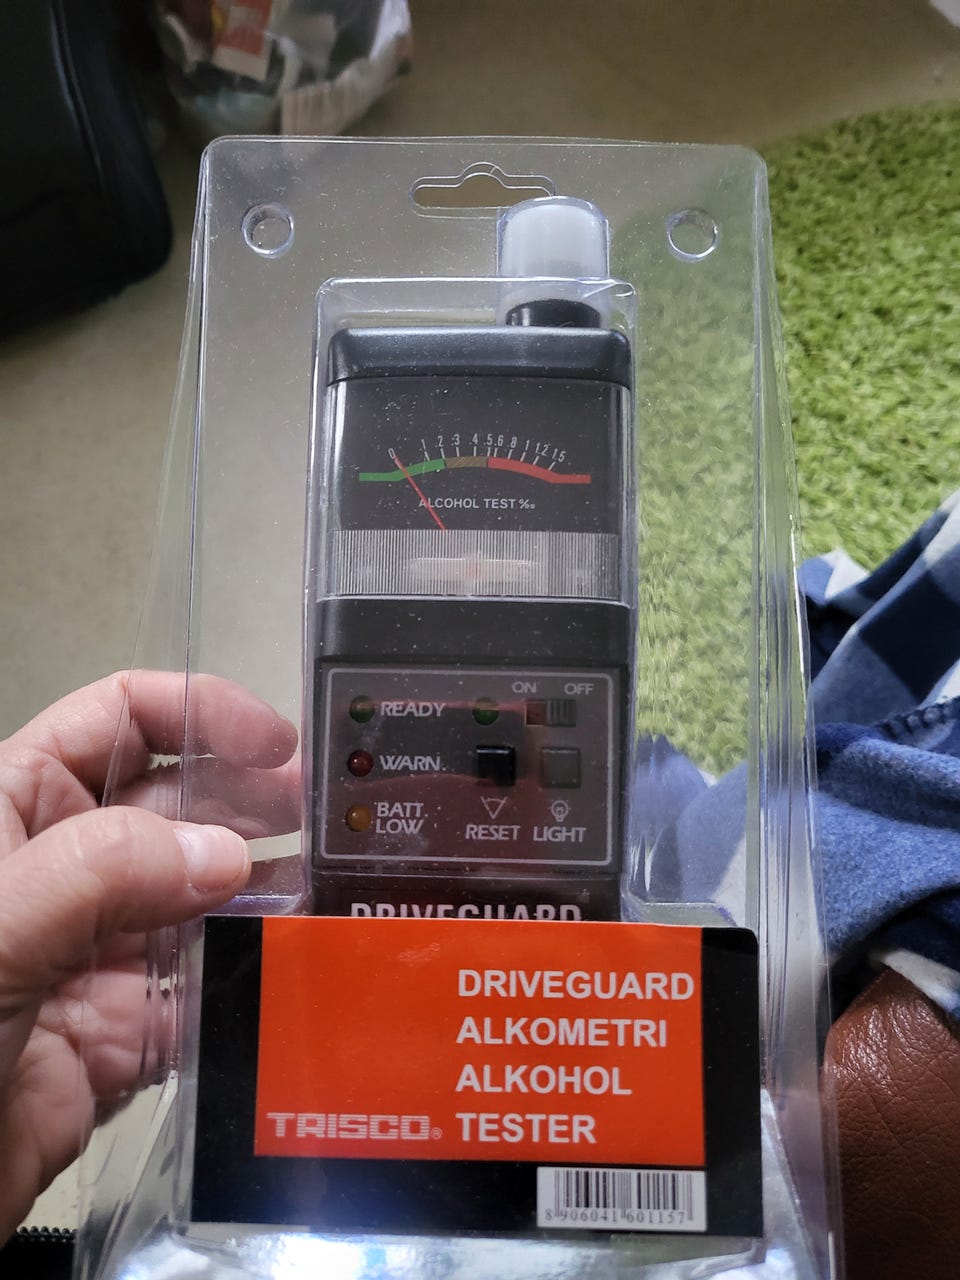 0 .1 .2 .3 .4 .5 .6 .8 1 1.2 1.5
ALCOHOL TEST ‰
ON OFF
READY
WARN.
BATT.
LOW
RESET LIGHT
DRIVEGUARD
DRIVEGUARD
ALKOMETRI
ALKOHOL
TRISCO® TESTER
8 906041 601157